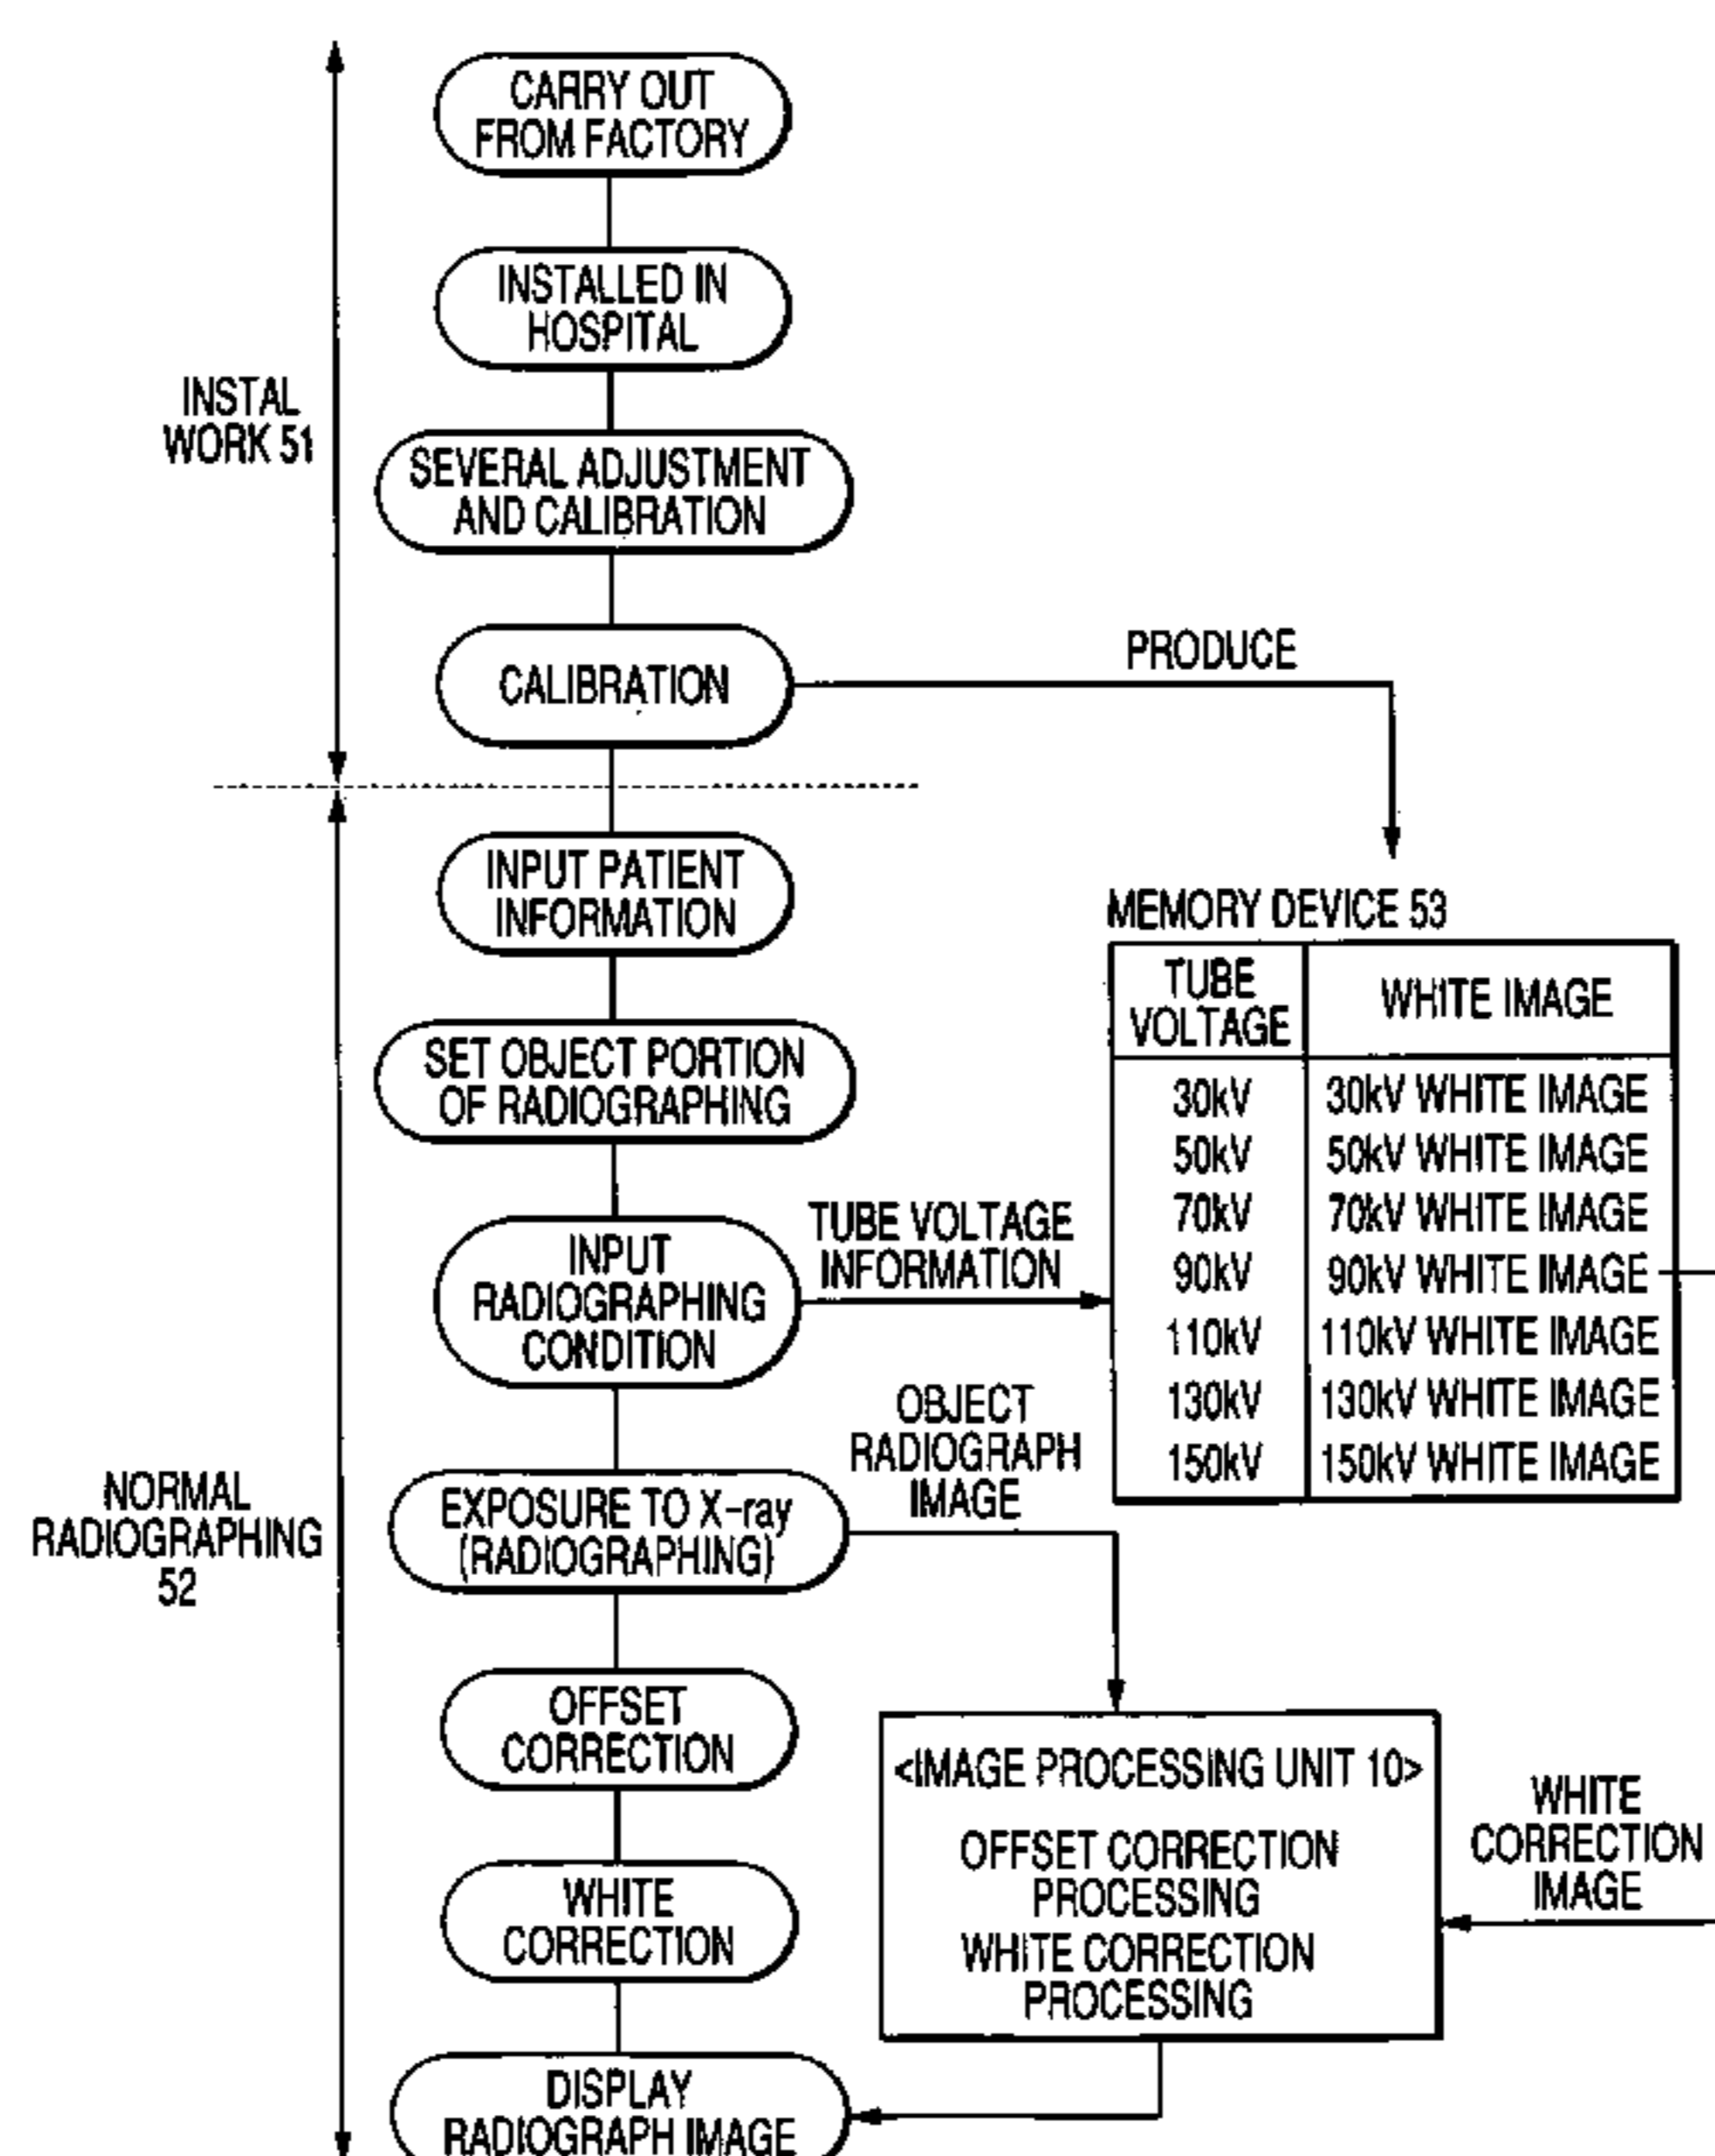 CARRY OUT
FROM FACTORY
INSTALLED IN
HOSPITAL
INSTAL
WORK 51
SEVERAL ADJUSTMENT
AND CALIBRATION
CALIBRATION
PRODUCE
INPUT PATIENT
INFORMATION
SET OBJECT PORTION
OF RADIOGRAPHING
INPUT
RADIOGRAPHING
CONDITION
TUBE VOLTAGE
INFORMATION
MEMORY DEVICE 53
TUBE
VOLTAGE
WHITE IMAGE
30kV 30kV WHITE IMAGE
50kV 50kV WHITE IMAGE
70kV 70kV WHITE IMAGE
90kV 90kV WHITE IMAGE
110kV 110kV WHITE IMAGE
130kV 130kV WHITE IMAGE
150kV 150kV WHITE IMAGE
NORMAL
RADIOGRAPHING
52
EXPOSURE TO X-ray
(RADIOGRAPHING)
OBJECT
RADIOGRAPH
IMAGE
OFFSET
CORRECTION
WHITE
CORRECTION
<IMAGE PROCESSING UNIT 10>
OFFSET CORRECTION
PROCESSING
WHITE CORRECTION
PROCESSING
WHITE
CORRECTION
IMAGE
DISPLAY
RADIOGRAPH IMAGE